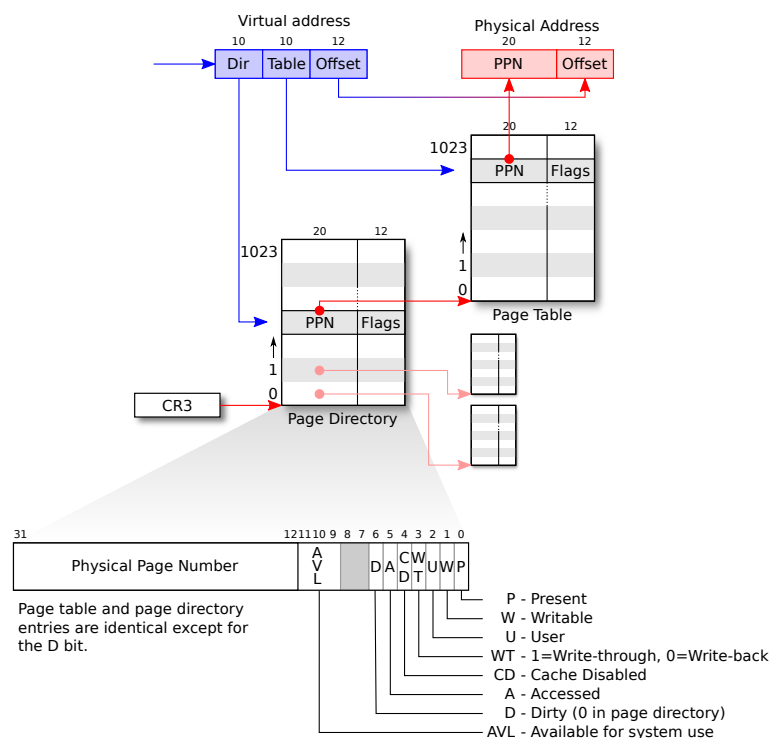 Virtual address
10 10 12
Dir Table Offset
Physical Address
20 12
PPN Offset
20 12
1023
PPN Flags
1
0
Page Table
20 12
1023
PPN Flags
1
0
CR3
Page Directory
31 12 11 10 9 8 7 6 5 4 3 2 1 0
Physical Page Number AVL D A CD WT U W P
Page table and page directory
entries are identical except for
the D bit.
P - Present
W - Writable
U - User
WT - 1=Write-through, 0=Write-back
CD - Cache Disabled
A - Accessed
D - Dirty (0 in page directory)
AVL - Available for system use